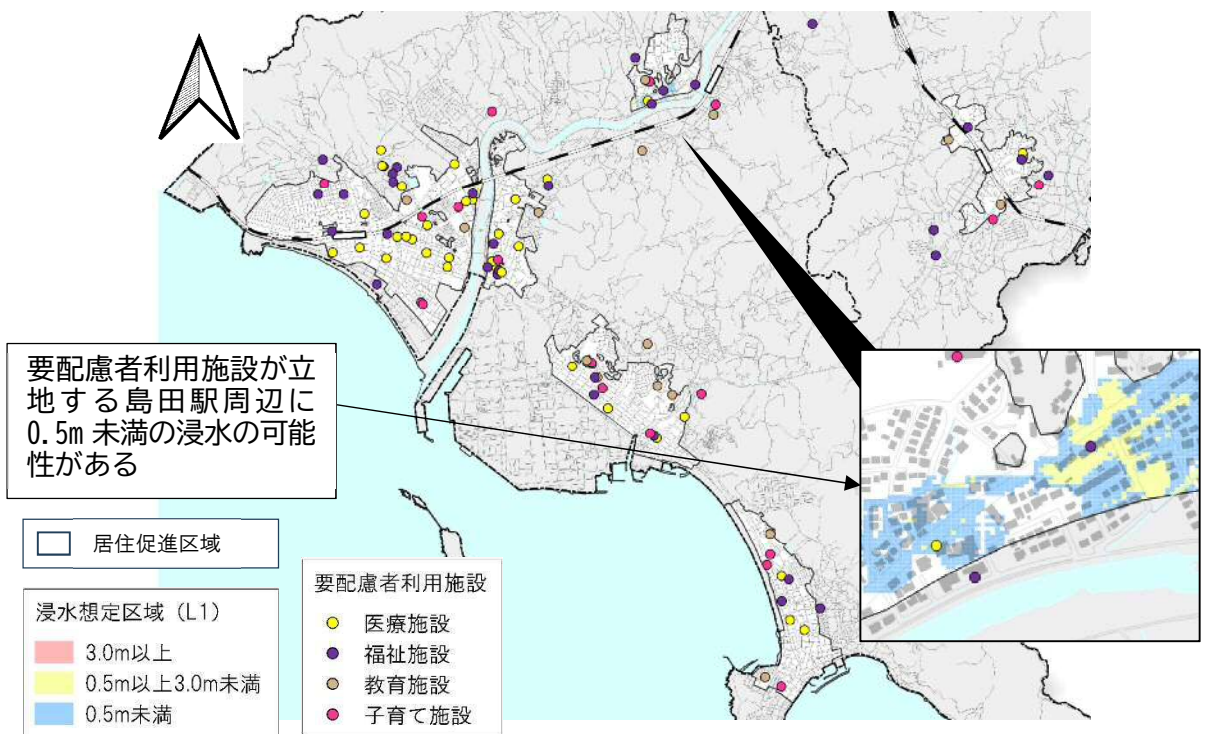 要配慮者利用施設が立
地する島田駅周辺に
0.5m 未満の浸水の可能
性がある
居住促進区域
浸水想定区域（L1）
3.0m以上
0.5m以上3.0m未満
0.5m未満
要配慮者利用施設
医療施設
福祉施設
教育施設
子育て施設